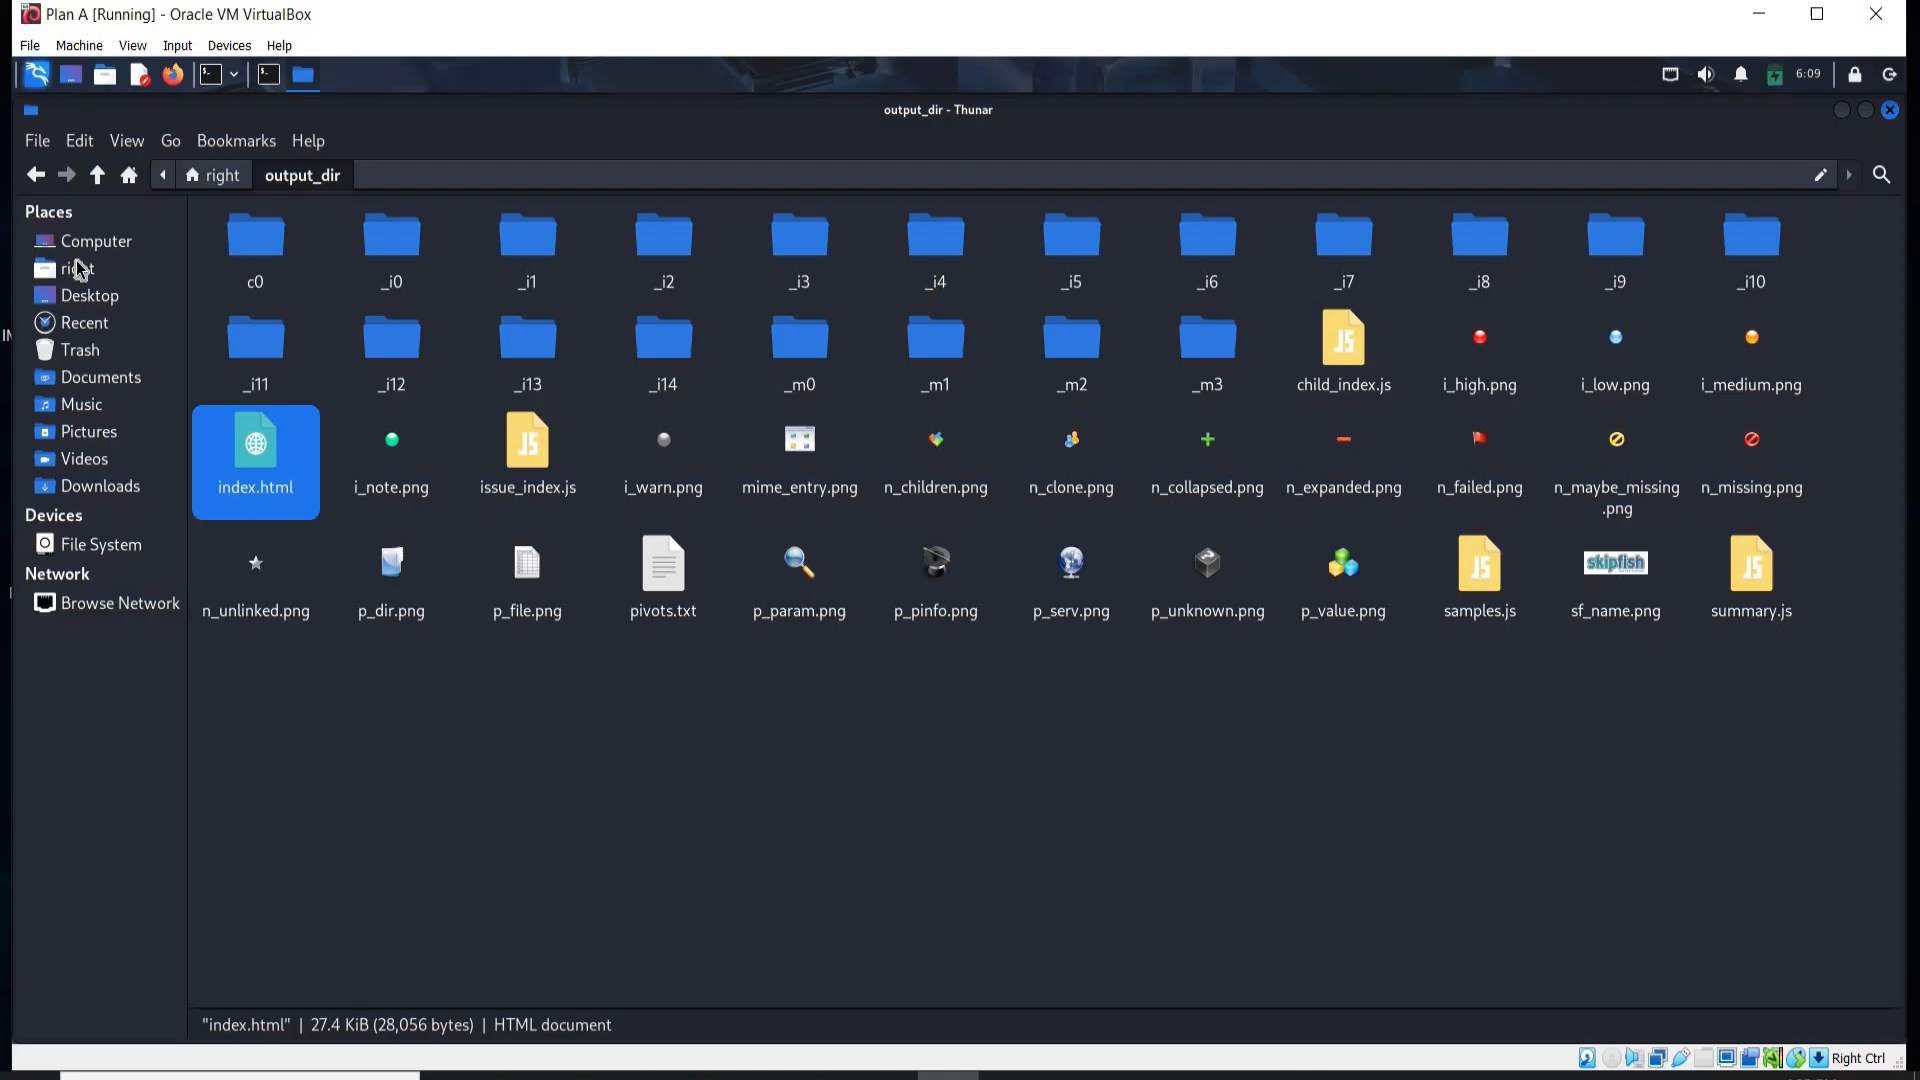 Plan A [Running] - Oracle VM VirtualBox
File Machine View Input Devices Help
6:09
output_dir - Thunar
File Edit View Go Bookmarks Help
right output_dir
Places
Computer
right
Desktop
Recent
Trash
Documents
Music
Pictures
Videos
Downloads
Devices
File System
Network
Browse Network
c0 _i0 _i1 _i2 _i3 _i4 _i5 _i6 _i7 _i8 _i9 _i10
JS
_i11 _i12 _i13 _i14 _m0 _m1 _m2 _m3 child_index.js i_high.png i_low.png i_medium.png
JS
index.html i_note.png issue_index.js i_warn.png mime_entry.png n_children.png n_clone.png n_collapsed.png n_expanded.png n_failed.png n_maybe_missing n_missing.png
.png
JS skipfish JS
n_unlinked.png p_dir.png p_file.png pivots.txt p_param.png p_pinfo.png p_serv.png p_unknown.png p_value.png samples.js sf_name.png summary.js
"index.html" | 27.4 KiB (28,056 bytes) | HTML document
Right Ctrl